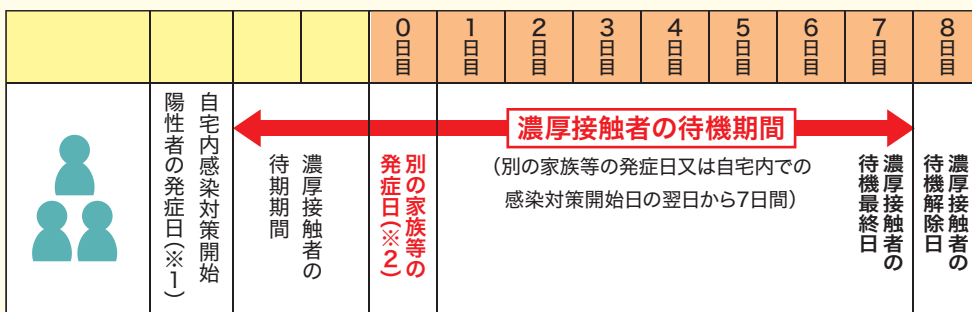 0日目
1日目
2日目
3日目
4日目
5日目
6日目
7日目
8日目
自宅内感染対策開始
陽性者の発症日(※1)
濃厚接触者の
待期期間
別の家族等の
発症日(※2)
濃厚接触者の待機期間
(別の家族等の発症日又は自宅内での
感染対策開始日の翌日から7日間)
濃厚接触者の
待機最終日
濃厚接触者の
待機解除日